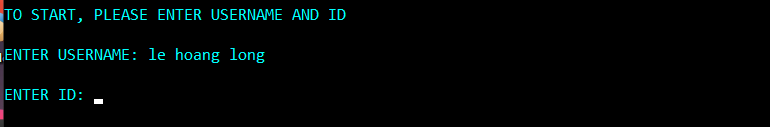 TO START, PLEASE ENTER USERNAME AND ID
ENTER USERNAME: le hoang long
ENTER ID: